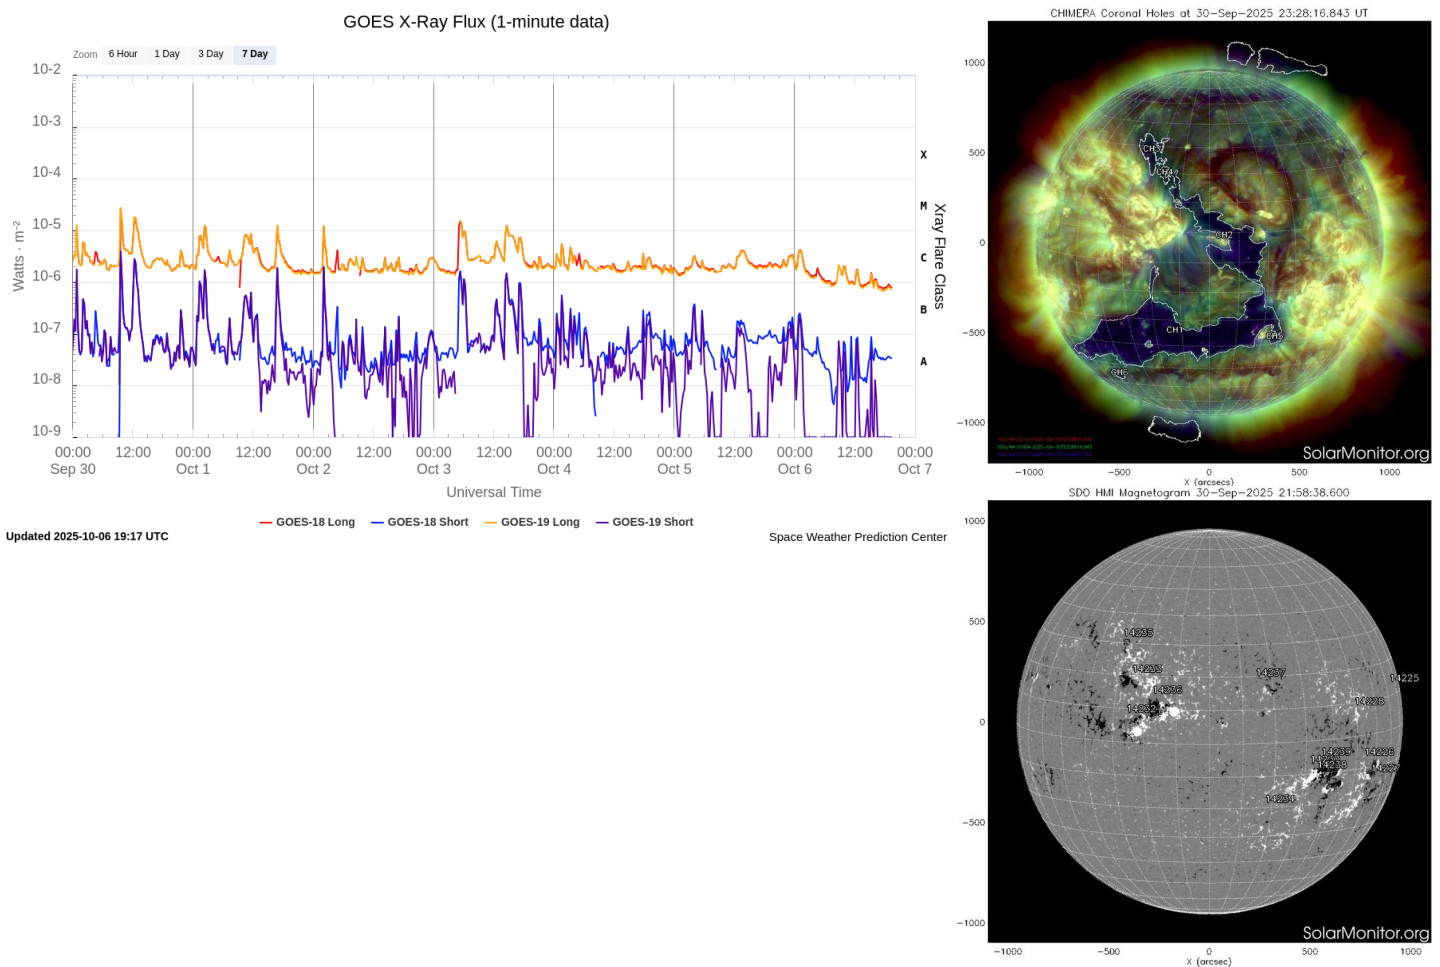 GOES X-Ray Flux (1-minute data)
Zoom 6 Hour 1 Day 3 Day 7 Day
10-2
10-3
10-4
10-5
10-6
10-7
10-8
10-9
Watts · m⁻²
X
M
C
B
A
Xray Flare Class
00:00 12:00 00:00 12:00 00:00 12:00 00:00 12:00 00:00 12:00 00:00 12:00 00:00 12:00 00:00
Sep 30 Oct 1 Oct 2 Oct 3 Oct 4 Oct 5 Oct 6 Oct 7
Universal Time
GOES-18 Long GOES-18 Short GOES-19 Long GOES-19 Short
Updated 2025-10-06 19:17 UTC
Space Weather Prediction Center
CHIMERA Coronal Holes at 30-Sep-2025 23:28:16.843 UT
1000
500
0
-500
-1000
CH3
CH4
CH2
CH1
CH5
CH6
SolarMonitor.org
-1000 -500 0 500 1000
X (arcsecs)
SDO HMI Magnetogram 30-Sep-2025 21:58:38.600
1000
500
0
-500
-1000
14235
14233
14236
14232
14237
14225
14228
14239
14226
14238
14227
14234
SolarMonitor.org
-1000 -500 0 500 1000
X (arcsec)